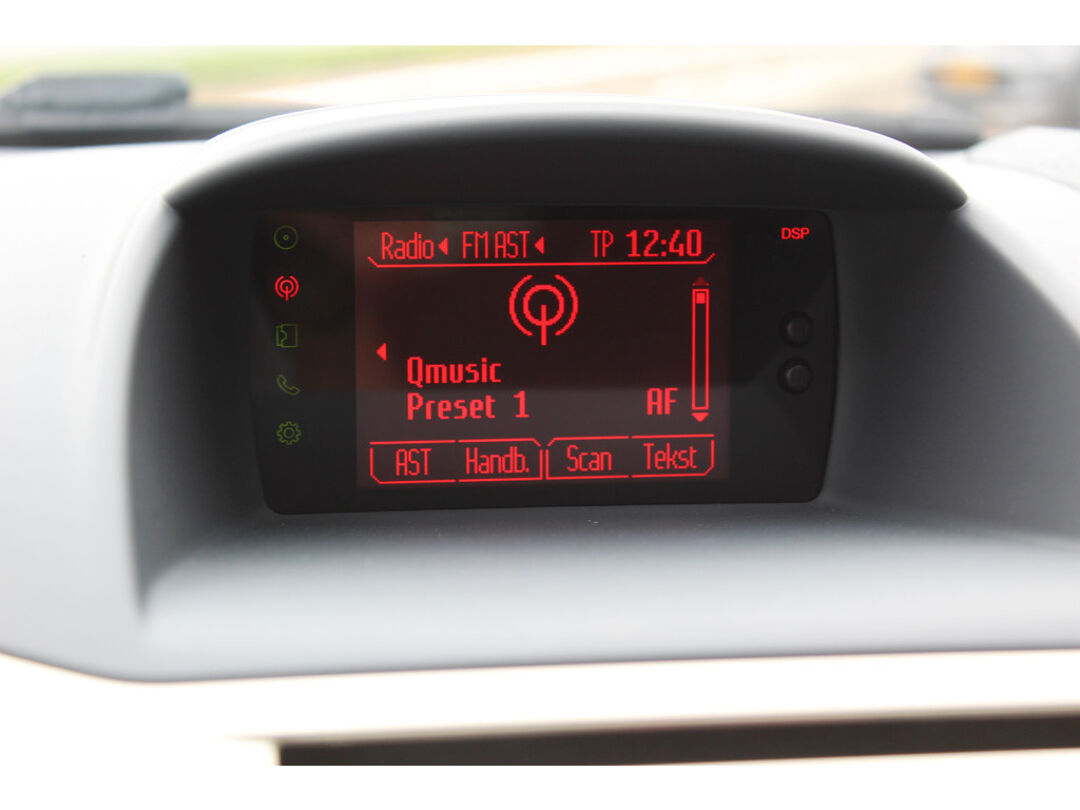 Radio FM AST TP 12:40
DSP
Qmusic
Preset 1 AF
AST Handb. Scan Tekst